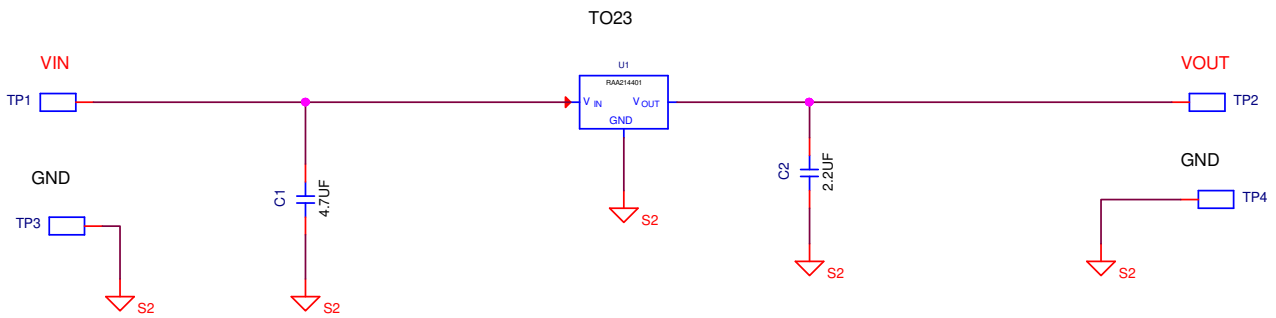 TO23
VIN
U1
VOUT
RAA214401
TP1
V IN
V OUT
TP2
GND
GND
C2
2.2UF
GND
C1
4.7UF
TP4
TP3
S2
S2
S2
S2
S2